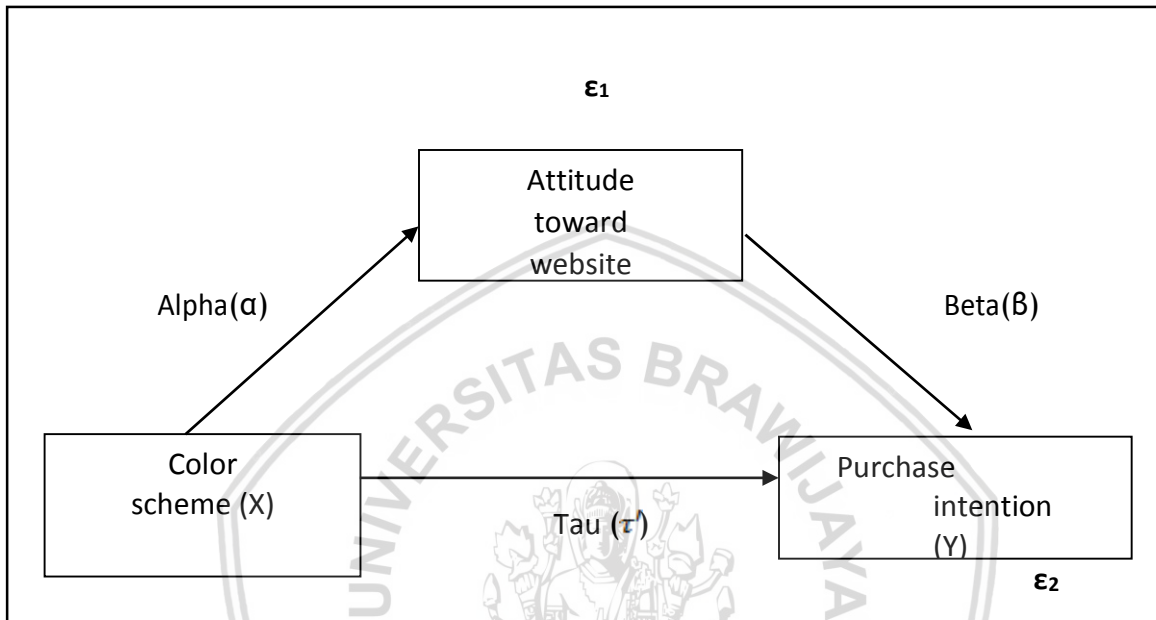 ε₁
Attitude
toward
website
Alpha(α)
Beta(β)
UNIVERSITAS BRAWIJAYA
Color
scheme (X)
Purchase
intention
(Y)
Tau (τ')
ε₂